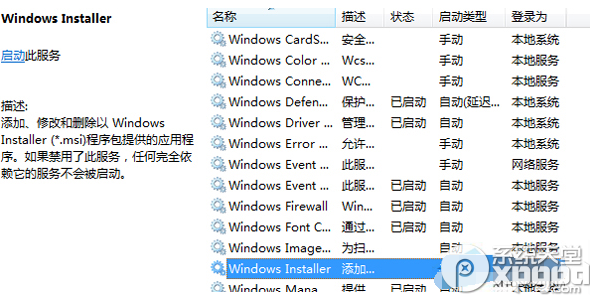 Windows Installer
启动此服务
描述:
添加、修改和删除以 Windows
Installer (*.msi)程序包提供的应用程
序。如果禁用了此服务，任何完全依
赖它的服务不会被启动。
名称 描述 状态 启动类型 登录为
Windows CardS... 安全... 手动 本地系统
Windows Color ... Wcs... 手动 本地服务
Windows Conne... WC... 手动 本地服务
Windows Defen... 保护... 已启动 自动(延迟... 本地系统
Windows Driver ... 管理... 已启动 自动 本地系统
Windows Error ... 允许... 手动 本地系统
Windows Event ... 此服... 手动 网络服务
Windows Event ... 此服... 已启动 自动 本地服务
Windows Firewall Win... 已启动 自动 本地服务
Windows Font C... 通过... 已启动 自动 本地服务
Windows Image... 为扫... 自动 本地服务
Windows Installer 添加...
Windows Mana... 提供... 已启动
系统天堂